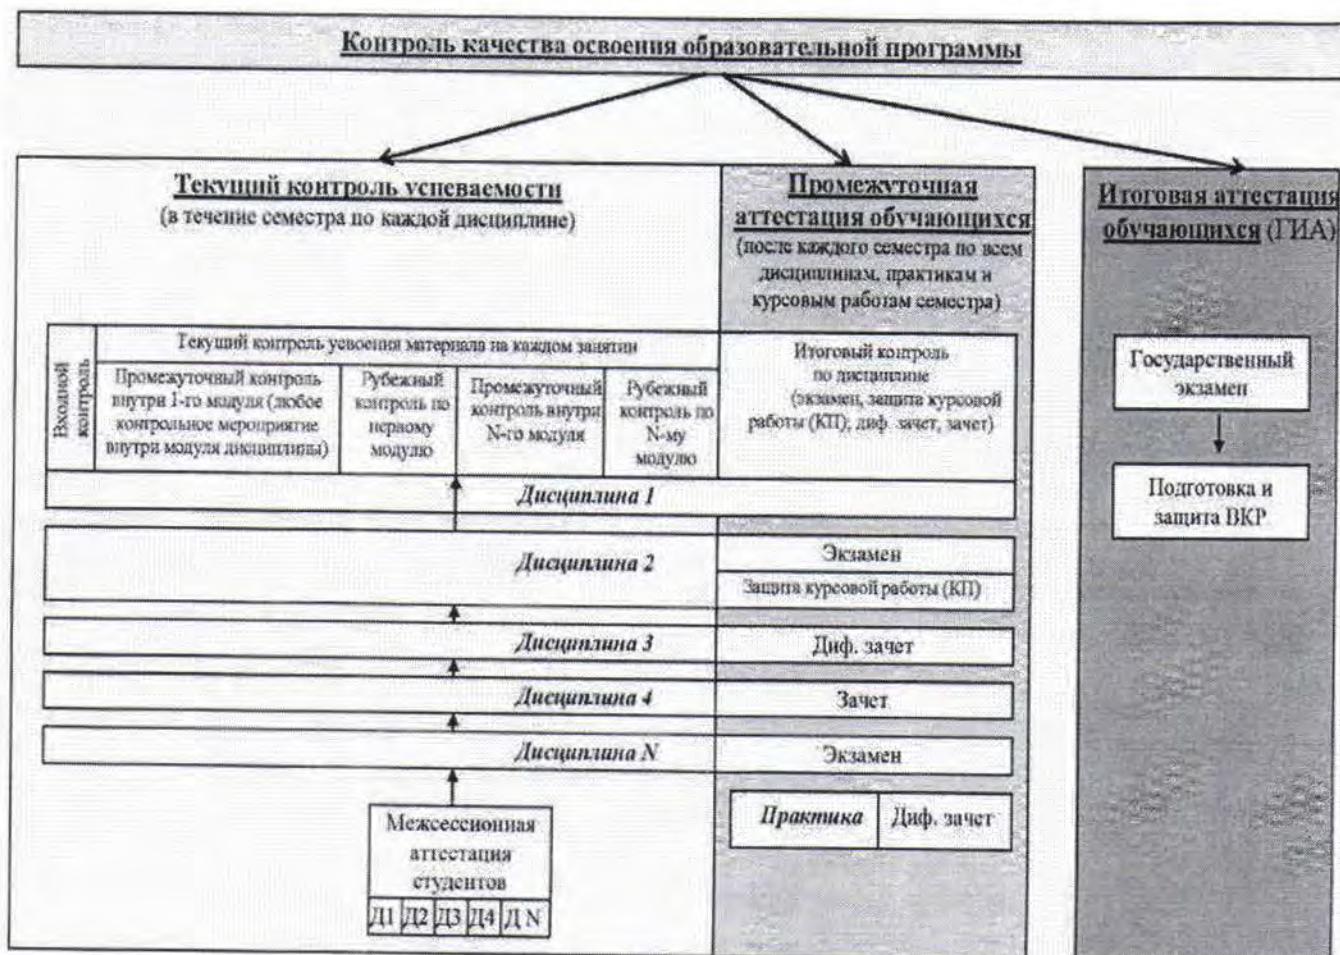 Контроль качества освоения образовательной программы
Текущий контроль успеваемости
(в течение семестра по каждой дисциплине)
Промежуточная
аттестация обучающихся
(после каждого семестра по всем
дисциплинам, практикам и
курсовым работам семестра)
Итоговая аттестация
обучающихся (ГИА)
Входной
контроль
Текущий контроль усвоения материала на каждом занятии
Промежуточный контроль
внутри 1-го модуля (любое
контрольное мероприятие
внутри модуля дисциплины)
Рубежный
контроль по
первому
модулю
Промежуточный
контроль внутри
N-го модуля
Рубежный
контроль по
N-му
модулю
Итоговый контроль
по дисциплине
(экзамен, защита курсовой
работы (КП); диф. зачет, зачет)
Государственный
экзамен
Подготовка и
защита ВКР
Дисциплина 1
Дисциплина 2
Экзамен
Защита курсовой работы (КП)
Дисциплина 3
Диф. зачет
Дисциплина 4
Зачет
Дисциплина N
Экзамен
Практика
Диф. зачет
Межсессионная
аттестация
студентов
Д1 Д2 Д3 Д4 Д N